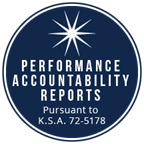 PERFORMANCE
ACCOUNTABILITY
REPORTS
Pursuant to
K.S.A. 72-5178